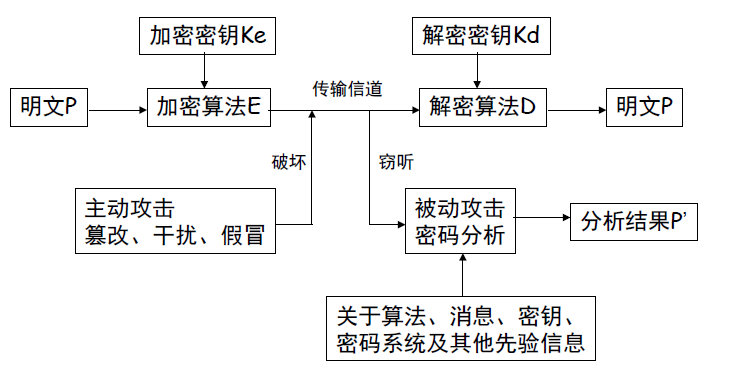 加密密钥Ke
解密密钥Kd
传输信道
明文P
加密算法E
解密算法D
明文P
破坏
窃听
主动攻击
篡改、干扰、假冒
被动攻击
密码分析
分析结果P’
关于算法、消息、密钥、
密码系统及其他先验信息